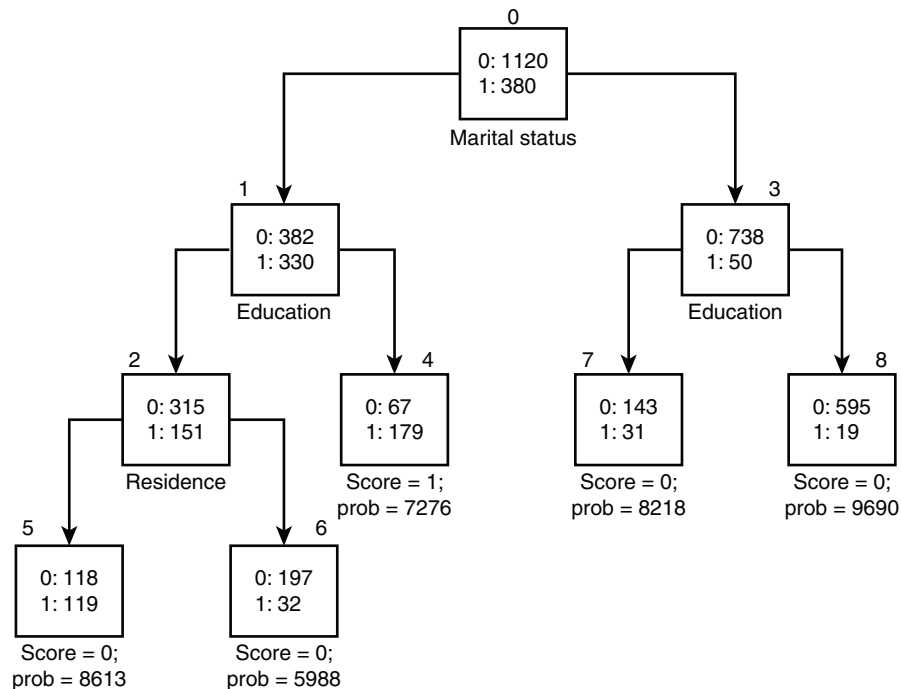 0
0: 1120
1: 380
Marital status
1
0: 382
1: 330
Education
3
0: 738
1: 50
Education
2
0: 315
1: 151
Residence
4
0: 67
1: 179
Score = 1;
prob = 7276
7
0: 143
1: 31
Score = 0;
prob = 8218
8
0: 595
1: 19
Score = 0;
prob = 9690
5
0: 118
1: 119
Score = 0;
prob = 8613
6
0: 197
1: 32
Score = 0;
prob = 5988